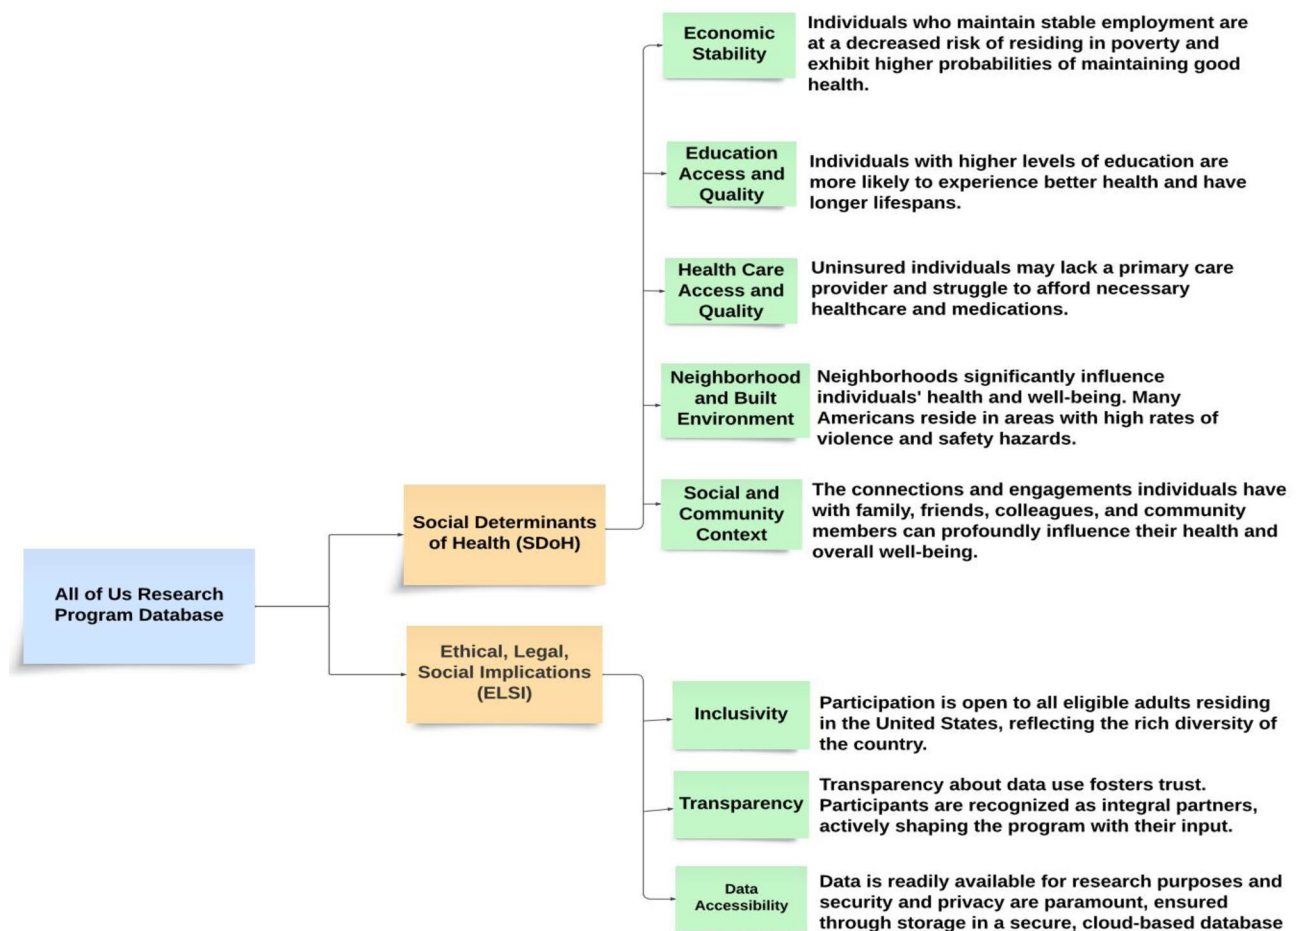 Economic
Stability
Individuals who maintain stable employment are
at a decreased risk of residing in poverty and
exhibit higher probabilities of maintaining good
health.
Education
Access and
Quality
Individuals with higher levels of education are
more likely to experience better health and have
longer lifespans.
Health Care
Access and
Quality
Uninsured individuals may lack a primary care
provider and struggle to afford necessary
healthcare and medications.
Neighborhood
and Built
Environment
Neighborhoods significantly influence
individuals' health and well-being. Many
Americans reside in areas with high rates of
violence and safety hazards.
Social and
Community
Context
The connections and engagements individuals have
with family, friends, colleagues, and community
members can profoundly influence their health and
overall well-being.
Social Determinants
of Health (SDoH)
All of Us Research
Program Database
Ethical, Legal,
Social Implications
(ELSI)
Inclusivity
Participation is open to all eligible adults residing
in the United States, reflecting the rich diversity of
the country.
Transparency
Transparency about data use fosters trust.
Participants are recognized as integral partners,
actively shaping the program with their input.
Data
Accessibility
Data is readily available for research purposes and
security and privacy are paramount, ensured
through storage in a secure, cloud-based database